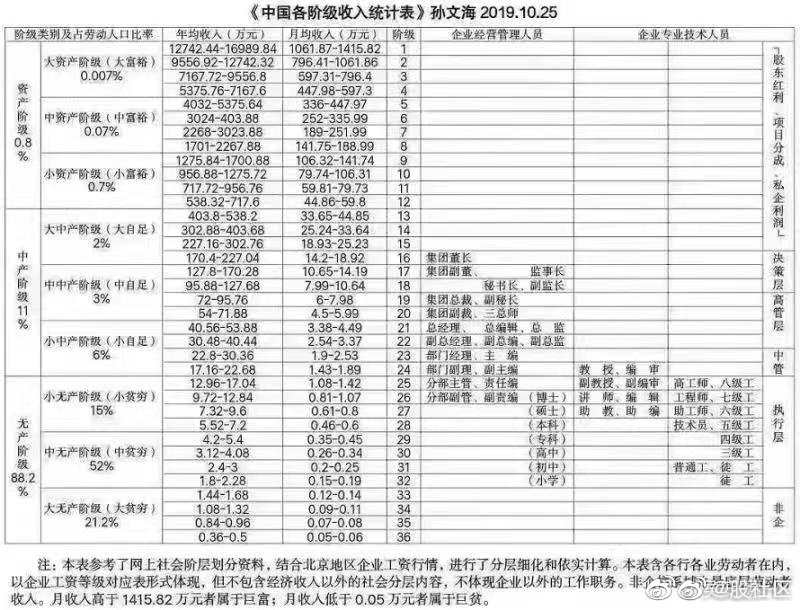 《中国各阶级收入统计表》孙文海 2019.10.25
阶级类别及占劳动人口比率 年均收入（万元） 月均收入（万元） 阶级 企业经营管理人员 企业专业技术人员
资产阶级 0.8%
大资产阶级（大富裕） 0.007%
12742.44-16989.84 1061.87-1415.82 1
9556.92-12742.32 796.41-1061.86 2
7167.72-9556.8 597.31-796.4 3
5375.76-7167.6 447.98-597.3 4
中资产阶级（中富裕） 0.07%
4032-5375.64 336-447.97 5
3024-403.88 252-335.99 6
2268-3023.88 189-251.99 7
1701-2267.88 141.75-188.99 8
小资产阶级（小富裕） 0.7%
1275.84-1700.88 106.32-141.74 9
956.88-1275.72 79.74-106.31 10
717.72-956.76 59.81-79.73 11
538.32-717.6 44.86-59.8 12
「股东红利、项目分成、私企利润」
中产阶级 11%
大中产阶级（大自足） 2%
403.8-538.2 33.65-44.85 13
302.88-403.68 25.24-33.64 14
227.16-302.76 18.93-25.23 15
中中产阶级（中自足） 3%
170.4-227.04 14.2-18.92 16 集团董长
127.8-170.28 10.65-14.19 17 集团副董、 监事长
95.88-127.68 7.99-10.64 18 秘书长、副监长
决策层
72-95.76 6-7.98 19 集团总裁、副秘长
54-71.88 4.5-5.99 20 集团副裁、三总师
小中产阶级（小自足） 6%
40.56-53.88 3.38-4.49 21 总经理、 总编辑、总 监
30.48-40.44 2.54-3.37 22 副总经理、副总编、副总监
高管层
22.8-30.36 1.9-2.53 23 部门经理、主 编
17.16-22.68 1.43-1.89 24 部门副理、副主编 教 授、编 审
中管
无产阶级 88.2%
小无产阶级（小贫穷） 15%
12.96-17.04 1.08-1.42 25 分部主管、责任编 副教授、副编审 高工师、八级工
9.72-12.84 0.81-1.07 26 分部副管、副责编（博士） 讲 师、编 辑 工程师、七级工
7.32-9.6 0.61-0.8 27 （硕士） 助 教、助 编 助工师、六级工
5.52-7.2 0.46-0.6 28 （本科） 技术员、五级工
中无产阶级（中贫穷） 52%
4.2-5.4 0.35-0.45 29 （专科） 四级工
3.12-4.08 0.26-0.34 30 （高中） 三级工
2.4-3 0.2-0.25 31 （初中） 普通工、徒 工
1.8-2.28 0.15-0.19 32 （小学） 徒 工
执行层
大无产阶级（大贫穷） 21.2%
1.44-1.68 0.12-0.14 33
1.08-1.32 0.09-0.11 34
0.84-0.96 0.07-0.08 35
0.36-0.5 0.05-0.06 36
非企
注：本表参考了网上社会阶层划分资料，结合北京地区企业工资行情，进行了分层细化和依实计算。本表含各行各业劳动者在内，
以企业工资等级对应表形式体现，但不包含经济收入以外的社会分层内容，不体现企业以外的工作职务。非企
劳动者
收入。月收入高于 1415.82 万元者属于巨富；月收入低于 0.05 万元者属于巨贫。